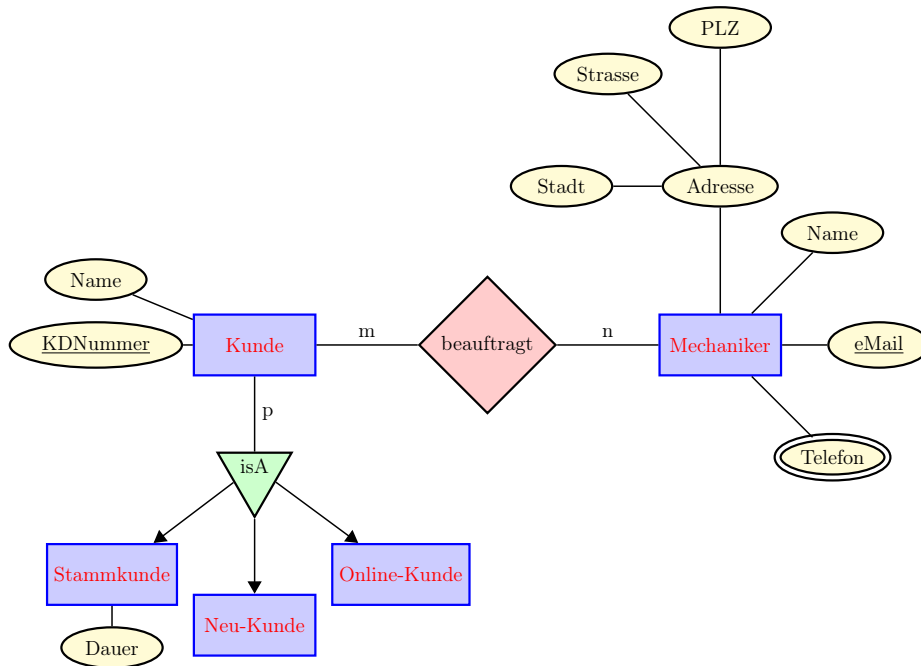 PLZ
Strasse
Stadt
Adresse
Name
Name
KDNummer
Kunde
m
beauftragt
n
Mechaniker
eMail
p
isA
Telefon
Stammkunde
Online-Kunde
Neu-Kunde
Dauer